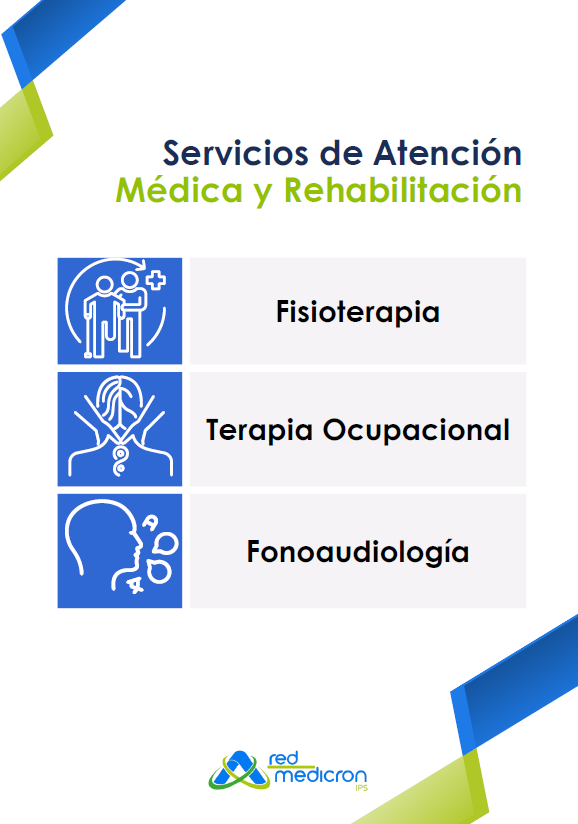 Servicios de Atención
Médica y Rehabilitación
Fisioterapia
Terapia Ocupacional
Fonoaudiología
red
medicron
IPS